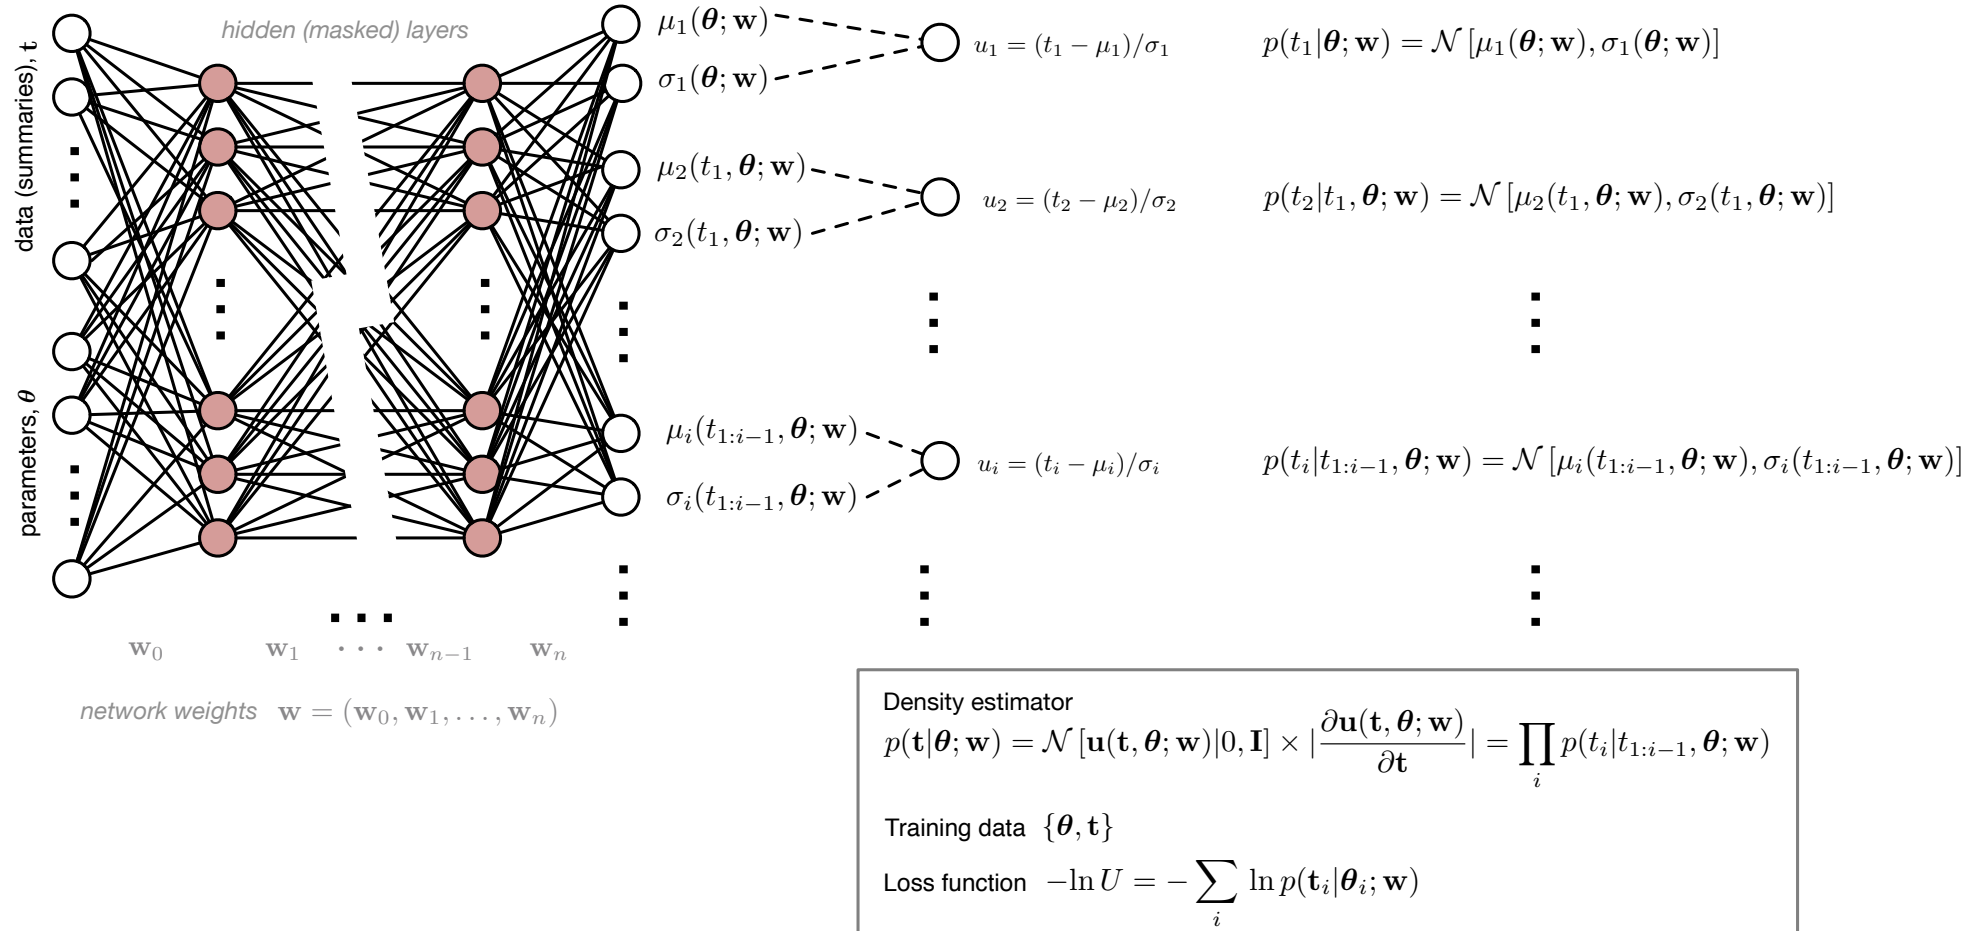 hidden (masked) layers
data (summaries), t
parameters, θ
μ₁(θ; w)
σ₁(θ; w)
u₁ = (t₁ − μ₁)/σ₁
p(t₁|θ; w) = 𝒩 [μ₁(θ; w), σ₁(θ; w)]
μ₂(t₁, θ; w)
σ₂(t₁, θ; w)
u₂ = (t₂ − μ₂)/σ₂
p(t₂|t₁, θ; w) = 𝒩 [μ₂(t₁, θ; w), σ₂(t₁, θ; w)]
μᵢ(t₁:ᵢ₋₁, θ; w)
σᵢ(t₁:ᵢ₋₁, θ; w)
uᵢ = (tᵢ − μᵢ)/σᵢ
p(tᵢ|t₁:ᵢ₋₁, θ; w) = 𝒩 [μᵢ(t₁:ᵢ₋₁, θ; w), σᵢ(t₁:ᵢ₋₁, θ; w)]
w₀ w₁ · · · wₙ₋₁ wₙ
network weights w = (w₀, w₁, . . . , wₙ)
Density estimator
p(t|θ; w) = 𝒩 [u(t, θ; w)|0, I] × |∂u(t, θ; w)/∂t| = ∏ᵢ p(tᵢ|t₁:ᵢ₋₁, θ; w)
Training data {θ, t}
Loss function −ln U = − ∑ᵢ ln p(tᵢ|θᵢ; w)